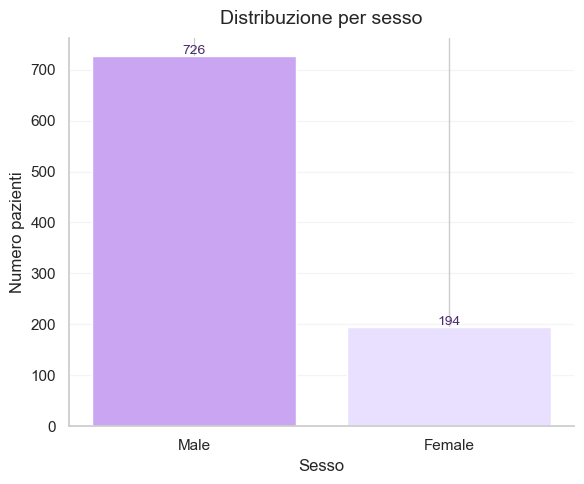 Distribuzione per sesso
Numero pazienti
700
600
500
400
300
200
100
0
726
194
Male
Female
Sesso